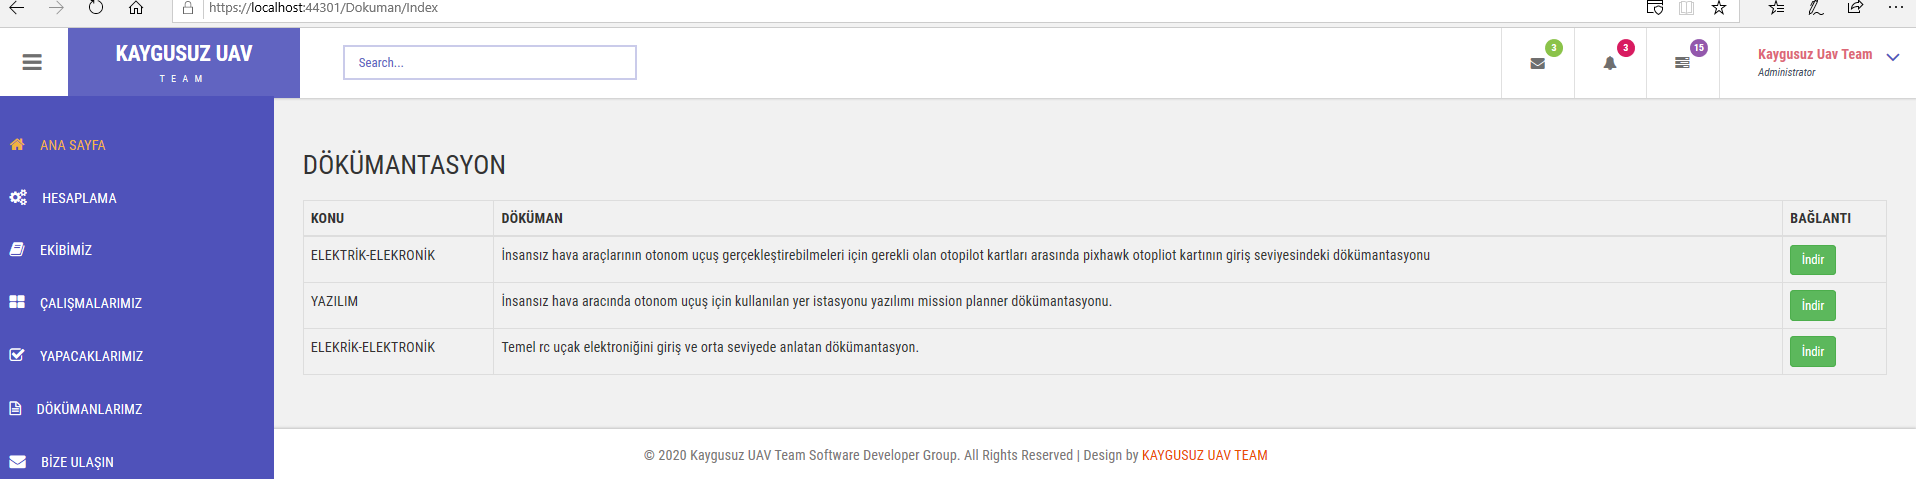 https://localhost:44301/Dokuman/Index
KAYGUSUZ UAV
TEAM
Search...
3
3
15
Kaygusuz Uav Team
Administrator
ANA SAYFA
HESAPLAMA
EKİBİMİZ
ÇALIŞMALARIMIZ
YAPACAKLARIMIZ
DÖKÜMANLARIMZ
BİZE ULAŞIN
DÖKÜMANTASYON
KONU DÖKÜMAN BAĞLANTI
ELEKTRİK-ELEKRONİK İnsansız hava araçlarının otonom uçuş gerçekleştirebilmeleri için gerekli olan otopilot kartları arasında pixhawk otopliot kartının giriş seviyesindeki dökümantasyonu İndir
YAZILIM İnsansız hava aracında otonom uçuş için kullanılan yer istasyonu yazılımı mission planner dökümantasyonu. İndir
ELEKRİK-ELEKTRONİK Temel rc uçak elektroniğini giriş ve orta seviyede anlatan dökümantasyon. İndir
© 2020 Kaygusuz UAV Team Software Developer Group. All Rights Reserved | Design by KAYGUSUZ UAV TEAM